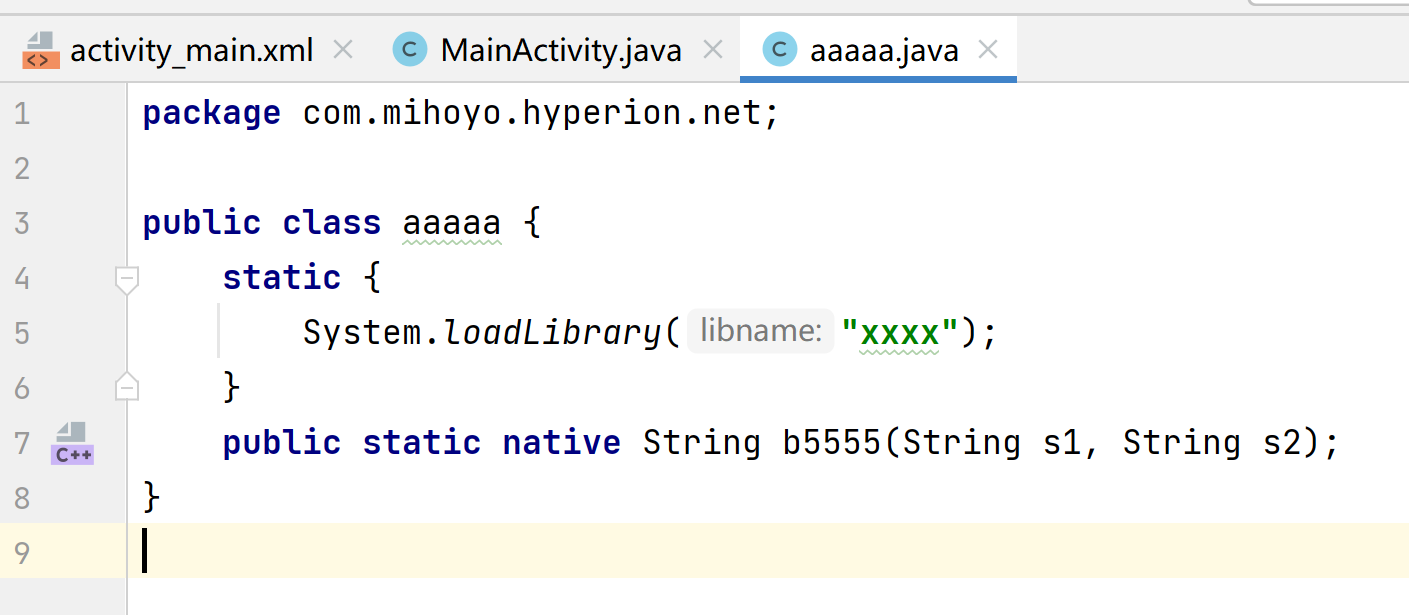 activity_main.xml MainActivity.java aaaaa.java
1 package com.mihoyo.hyperion.net;
2
3 public class aaaaa {
4 static {
5 System.loadLibrary( libname: "xxxx");
6 }
7 C++ public static native String b5555(String s1, String s2);
8 }
9